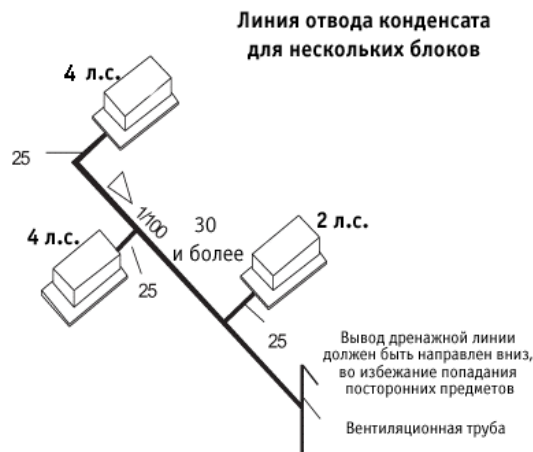 Линия отвода конденсата
для нескольких блоков
4 л.с.
25
1/100
30
и более
4 л.с.
2 л.с.
25
25
Вывод дренажной линии
должен быть направлен вниз,
во избежание попадания
посторонних предметов
Вентиляционная труба